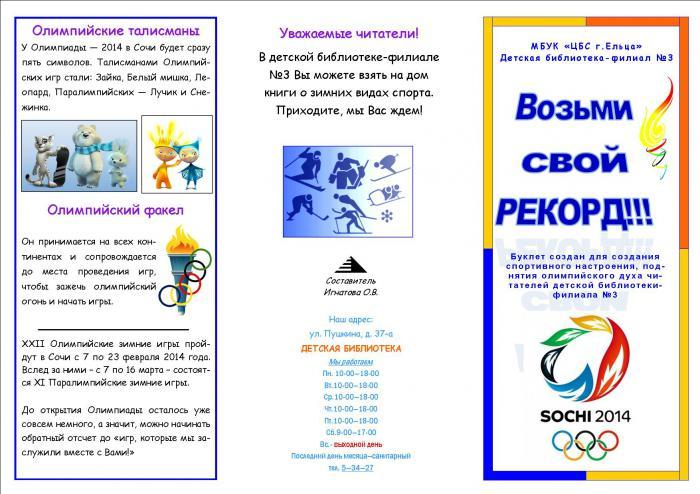 Олимпийские талисманы
У Олимпиады — 2014 в Сочи будет сразу
пять символов. Талисманами Олимпий-
ских игр стали: Зайка, Белый мишка, Ле-
опард, Паралимпийских — Лучик и Сне-
жинка.
Олимпийский факел
Он принимается на всех кон-
тинентах и сопровождается
до места проведения игр,
чтобы зажечь олимпийский
огонь и начать игры.
XXII Олимпийские зимние игры прой-
дут в Сочи с 7 по 23 февраля 2014 года.
Вслед за ними – с 7 по 16 марта – состоят-
ся XI Паралимпийские зимние игры.
До открытия Олимпиады осталось уже
совсем немного, а значит, можно начинать
обратный отсчет до «игр, которые мы за-
служили вместе с Вами!»
Уважаемые читатели!
В детской библиотеке-филиале
№3 Вы можете взять на дом
книги о зимних видах спорта.
Приходите, мы Вас ждем!
Составитель
Игнатова О.В.
Наш адрес:
ул. Пушкина, д. 37-а
ДЕТСКАЯ БИБЛИОТЕКА
Мы работаем
Пн. 10-00—18-00
Вт.10-00—18-00
Ср.10-00—18-00
Чт.10-00—18-00
Пт.10-00—18-00
Сб.9-00—17-00
Вс.- выходной день
Последний день месяца—санитарный
тел. 5—34—27
МБУК «ЦБС г.Ельца»
Детская библиотека-филиал №3
Возьми
свой
РЕКОРД!!!
Буклет создан для создания
спортивного настроения, под-
нятия олимпийского духа чи-
тателей детской библиотеки-
филиала №3
SOCHI 2014